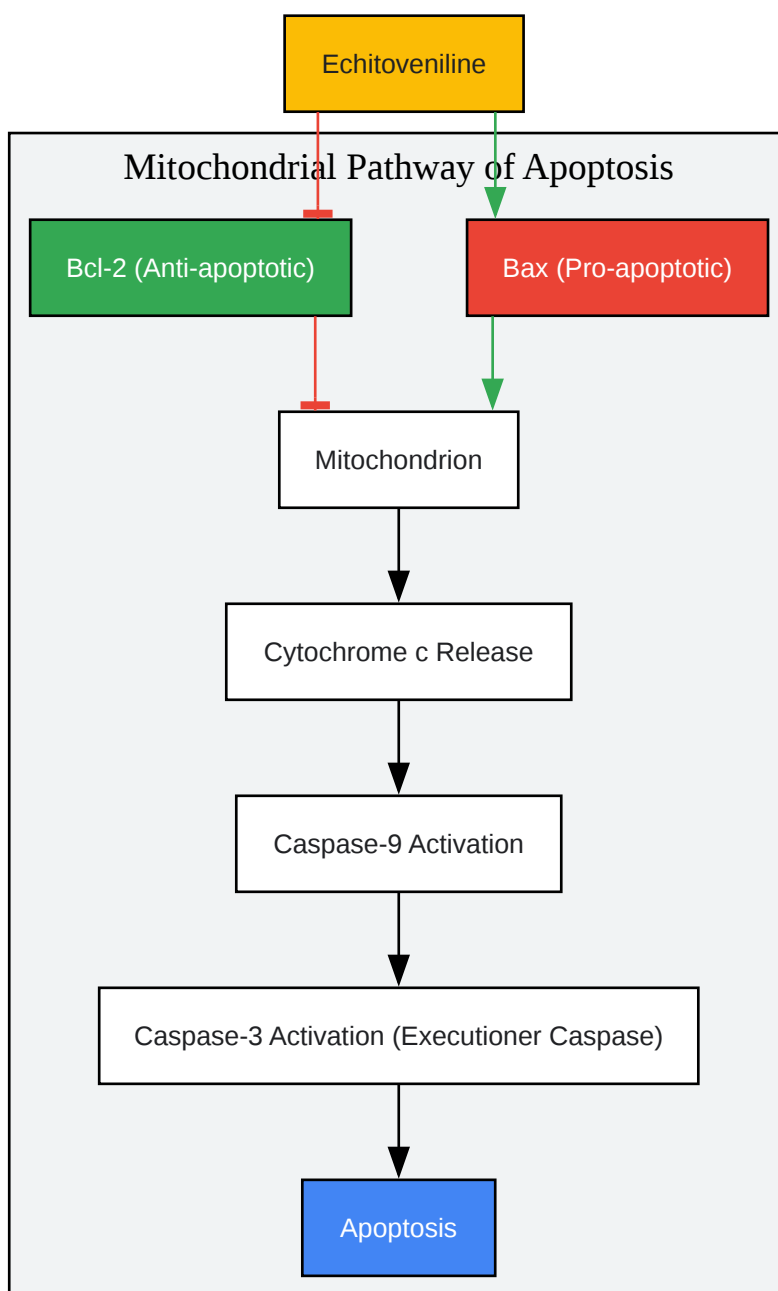 Echitoveniline
Mitochondrial Pathway of Apoptosis
Bcl-2 (Anti-apoptotic)
Bax (Pro-apoptotic)
Mitochondrion
Cytochrome c Release
Caspase-9 Activation
Caspase-3 Activation (Executioner Caspase)
Apoptosis